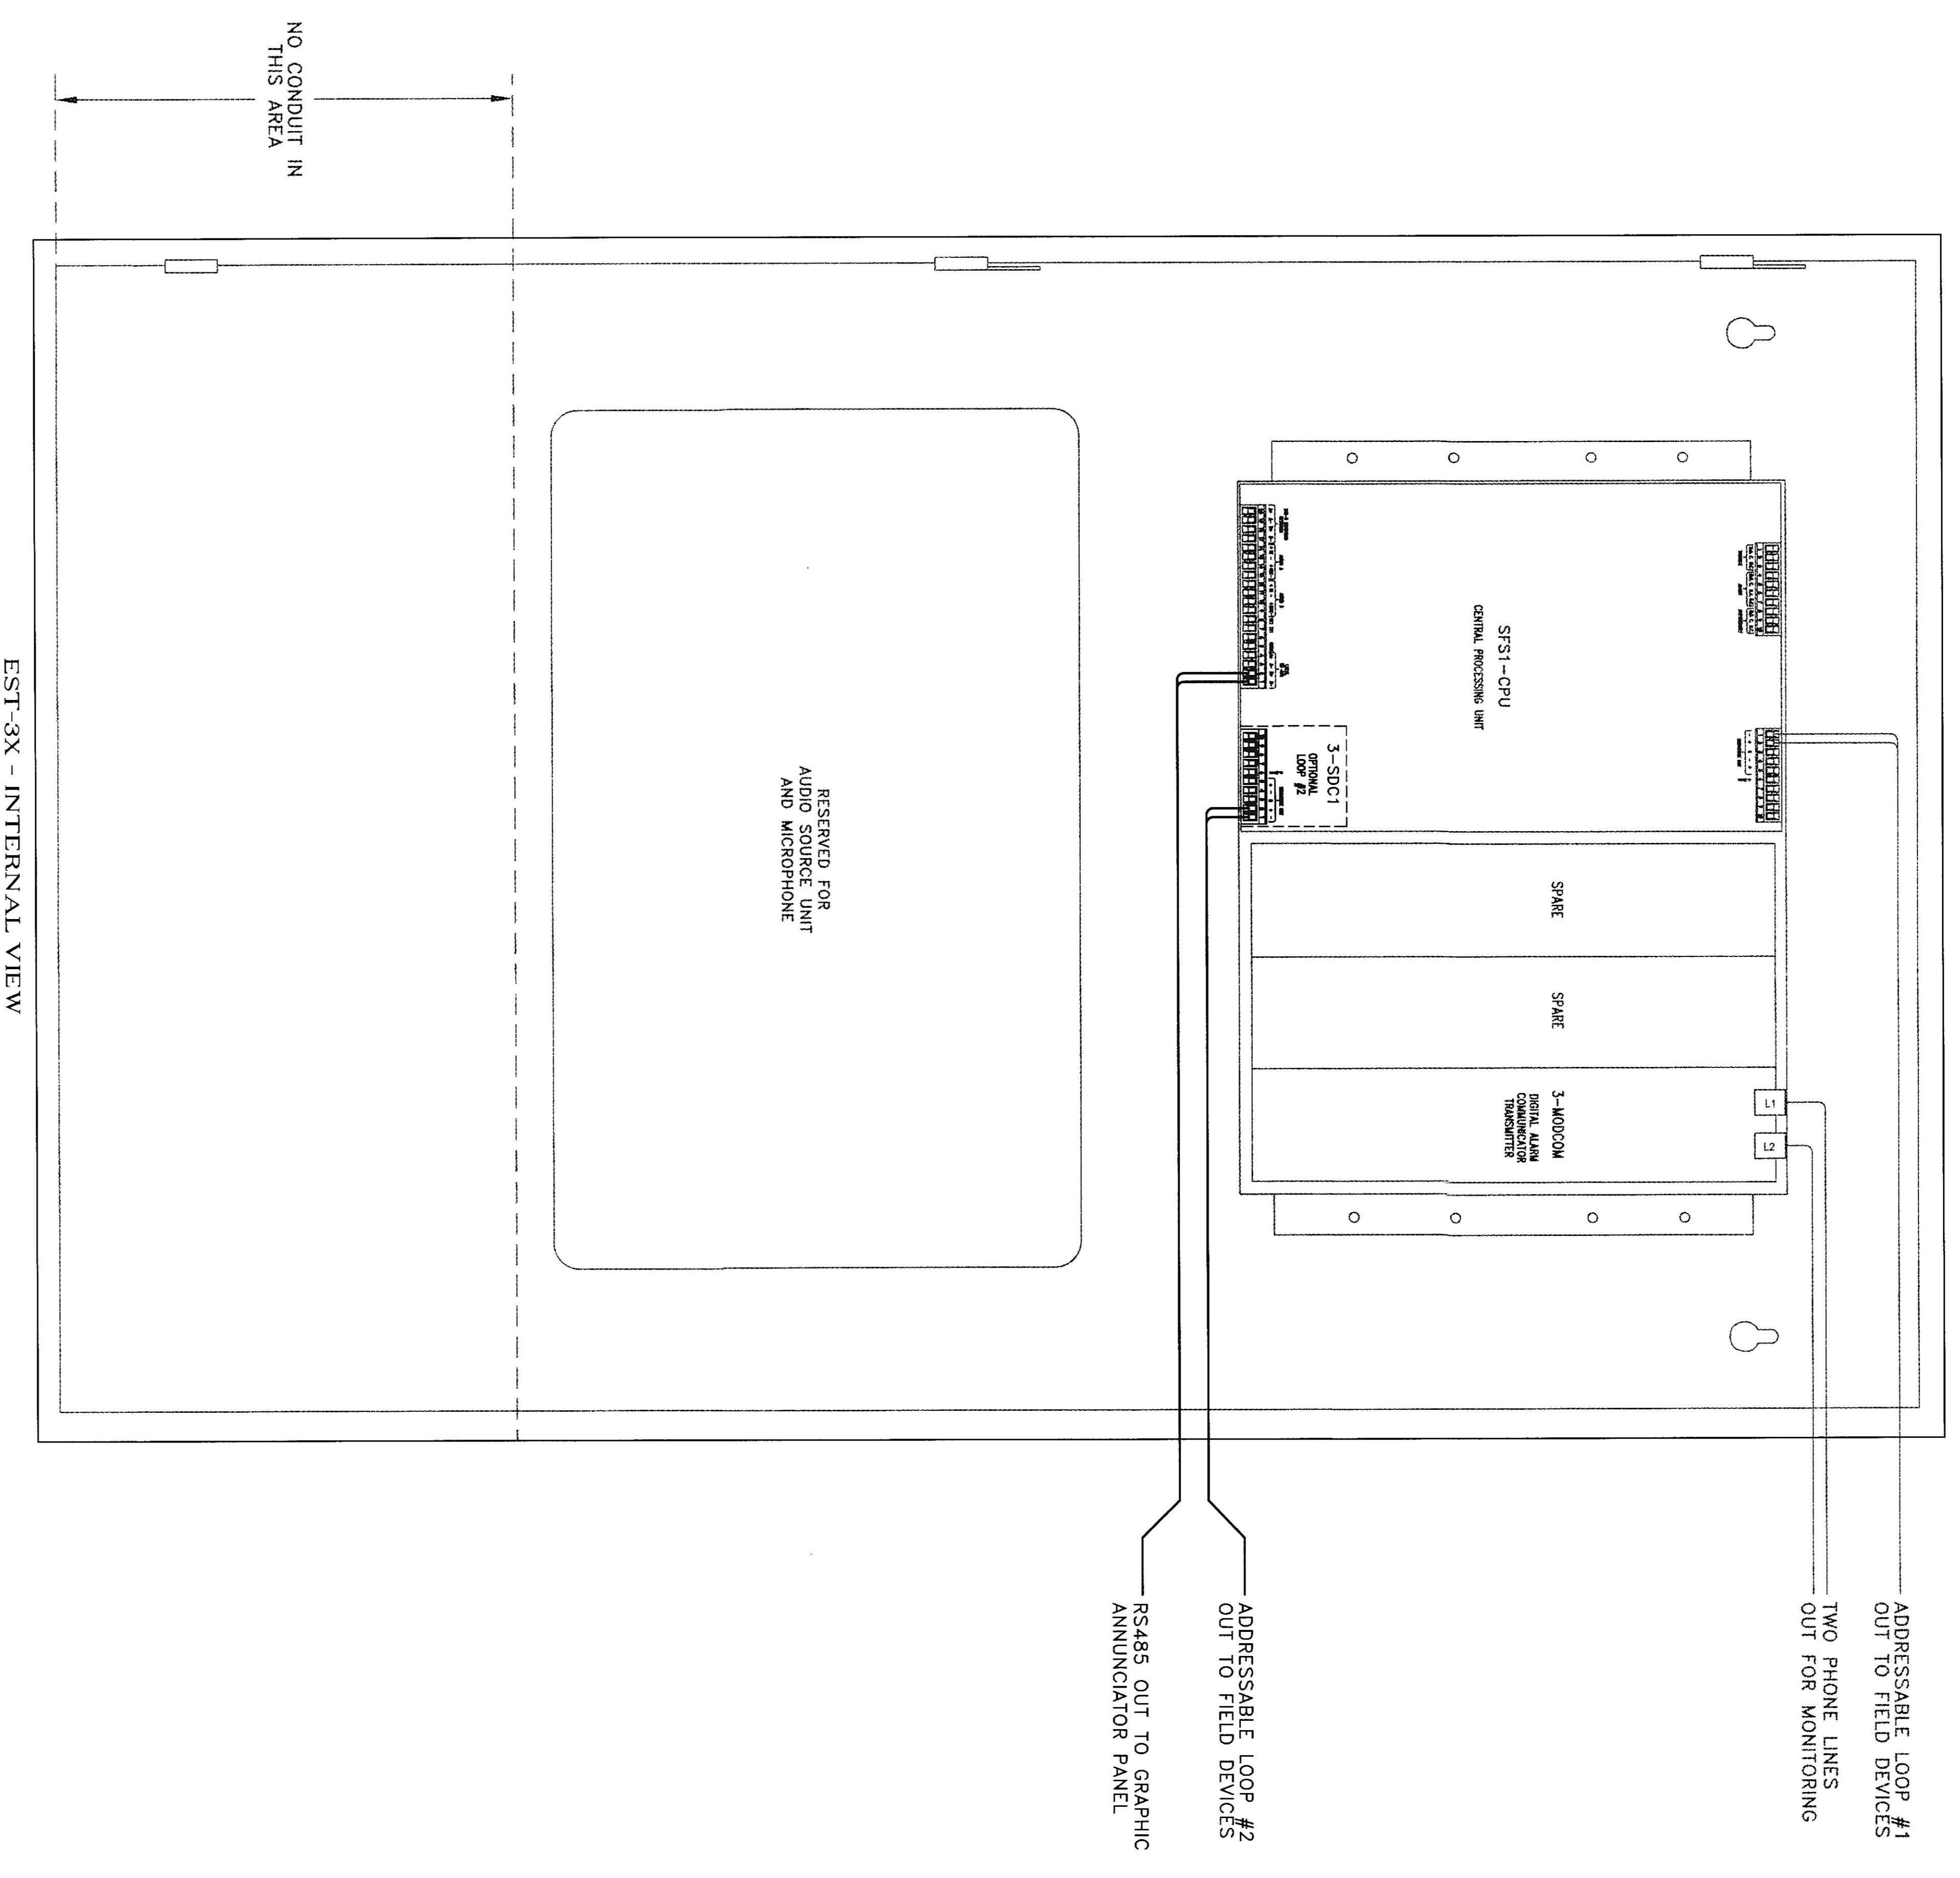 ADDRESSABLE LOOP #1
OUT TO FIELD DEVICES
TWO PHONE LINES
OUT FOR MONITORING
L1
L2
SFS1-CPU
CENTRAL PROCESSING UNIT
SPARE
SPARE
3-MODCOM
DIGITAL ALARM
COMMUNICATOR
TRANSMITTER
3-SDC1
OPTIONAL
LOOP #2
ADDRESSABLE LOOP #2
OUT TO FIELD DEVICES
RS485 OUT TO GRAPHIC
ANNUNCIATOR PANEL
RESERVED FOR
AUDIO SOURCE UNIT
AND MICROPHONE
NO CONDUIT IN
THIS AREA
EST-3X - INTERNAL VIEW